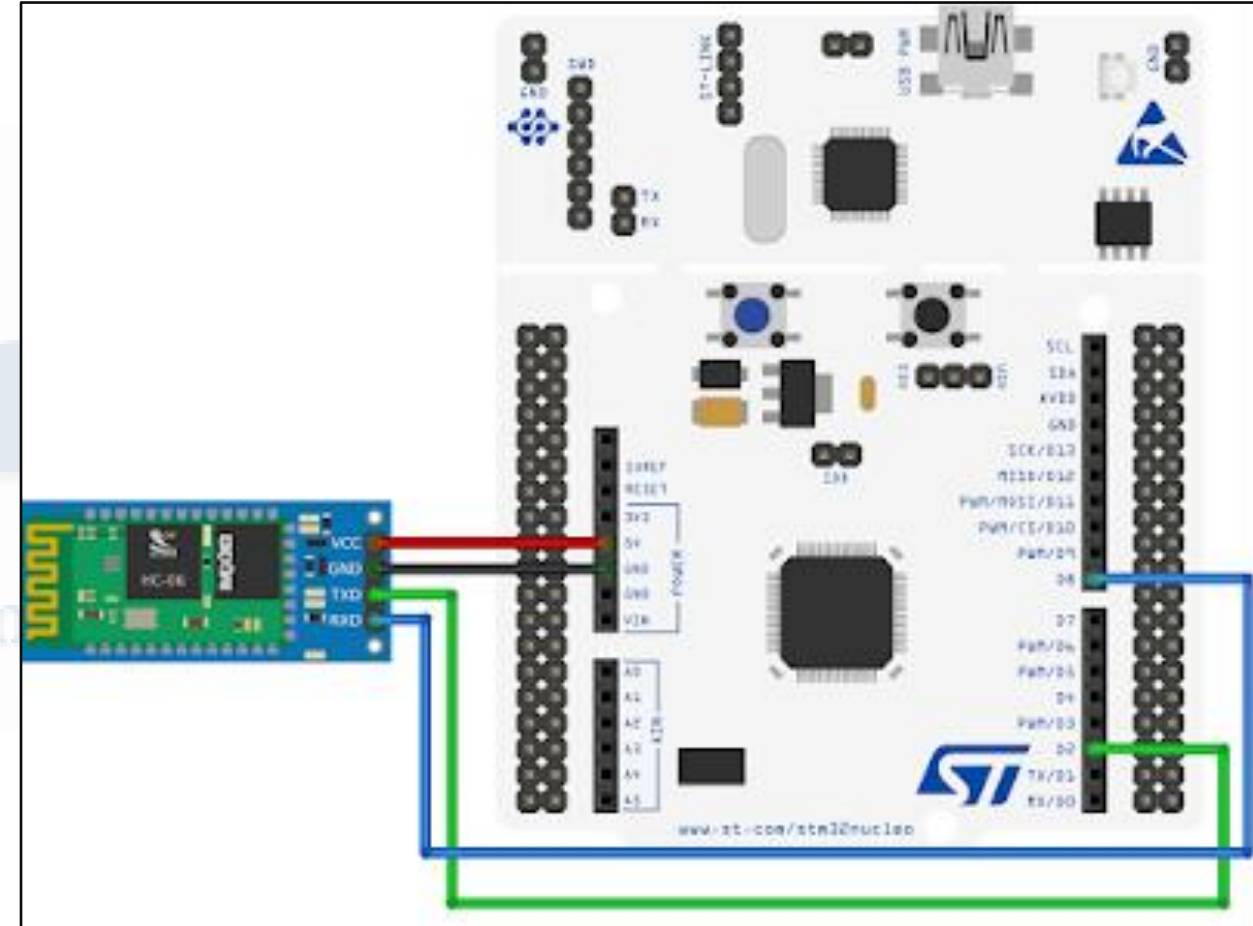 GND
SWD
ST-LINK
USB PWR
GND
TX
RX
SCL
SDA
AVDD
GND
SCK/D13
MISO/D12
PWM/MOSI/D11
PWM/CS/D10
PWM/D9
D8
IOREF
RESET
3V3
5V
GND
GND
VIN
POWER
VCC
GND
TXD
RXD
HC-06
D7
PWM/D6
PWM/D5
D4
PWM/D3
D2
TX/D1
RX/D0
A0
A1
A2
A3
A4
A5
AIN
ST
www.st.com/stm32nucleo